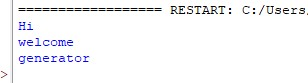 ================== RESTART: C:/Users,
Hi
welcome
generator
>